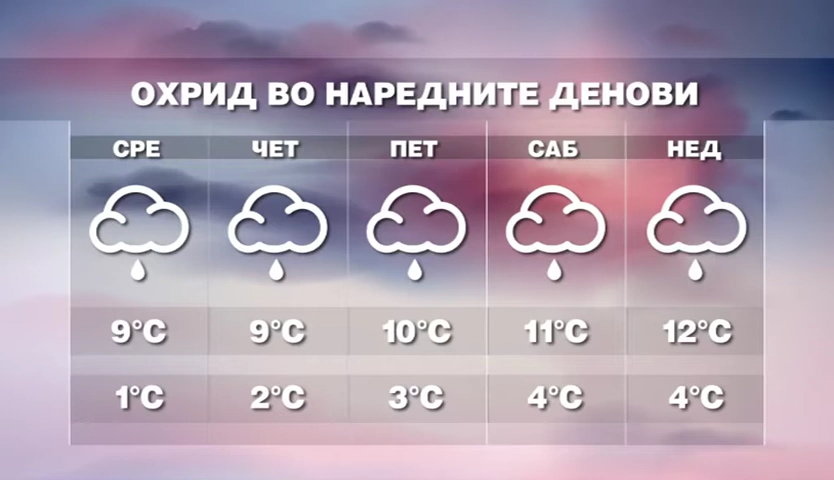 ОХРИД ВО НАРЕДНИТЕ ДЕНОВИ
СРЕ ЧЕТ ПЕТ САБ НЕД
9°C 9°C 10°C 11°C 12°C
1°C 2°C 3°C 4°C 4°C